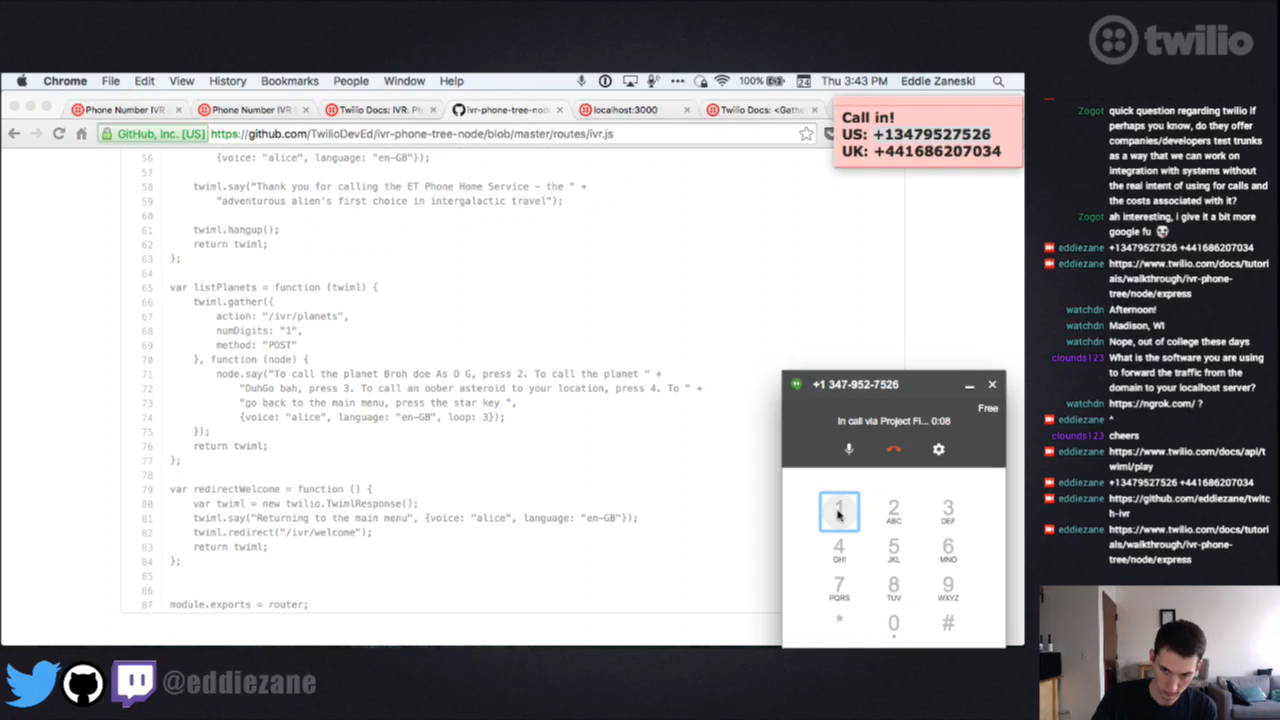 twilio
Chrome File Edit View History Bookmarks People Window Help
100% 24 Thu 3:43 PM Eddie Zaneski
Phone Number IVR
Phone Number IVR
Twilio Docs: IVR: Ph
ivr-phone-tree-node
localhost:3000
Twilio Docs: <Gathe
GitHub, Inc. [US] https://github.com/TwilioDevEd/ivr-phone-tree-node/blob/master/routes/ivr.js
Call in!
US: +13479527526
UK: +441686207034
56 {voice: "alice", language: "en-GB"});
57
58 twiml.say("Thank you for calling the ET Phone Home Service - the " +
59 "adventurous alien's first choice in intergalactic travel");
60
61 twiml.hangup();
62 return twiml;
63 };
64
65 var listPlanets = function (twiml) {
66 twiml.gather({
67 action: "/ivr/planets",
68 numDigits: "1",
69 method: "POST"
70 }, function (node) {
71 node.say("To call the planet Broh doe As O G, press 2. To call the planet " +
72 "DuhGo bah, press 3. To call an oober asteroid to your location, press 4. To " +
73 "go back to the main menu, press the star key ",
74 {voice: "alice", language: "en-GB", loop: 3});
75 });
76 return twiml;
77 };
78
79 var redirectWelcome = function () {
80 var twiml = new twilio.TwimlResponse();
81 twiml.say("Returning to the main menu", {voice: "alice", language: "en-GB"});
82 twiml.redirect("/ivr/welcome");
83 return twiml;
84 };
85
86
87 module.exports = router;
+1 347-952-7526
Free
In call via Project Fi... 0:08
1 2 3
ABC DEF
4 5 6
GHI JKL MNO
7 8 9
PQRS TUV WXYZ
* 0 #
Zogot quick question regarding twilio if
perhaps you know, do they offer
companies/developers test trunks
as a way that we can work on
integration with systems without
the real intent of using for calls and
the costs associated with it?
Zogot ah interesting, i give it a bit more
google fu
eddiezane +13479527526 +441686207034
eddiezane https://www.twilio.com/docs/tutori
als/walkthrough/ivr-phone-
tree/node/express
watchdn Afternoon!
watchdn Madison, WI
watchdn Nope, out of college these days
clounds123 What is the software you are using
to forward the traffic from the
domain to your localhost server?
watchdn https://ngrok.com/ ?
eddiezane ^
clounds123 cheers
eddiezane https://www.twilio.com/docs/api/t
wiml/play
eddiezane +13479527526 +441686207034
eddiezane https://github.com/eddiezane/twitc
h-ivr
eddiezane https://www.twilio.com/docs/tutori
als/walkthrough/ivr-phone-
tree/node/express
@eddiezane